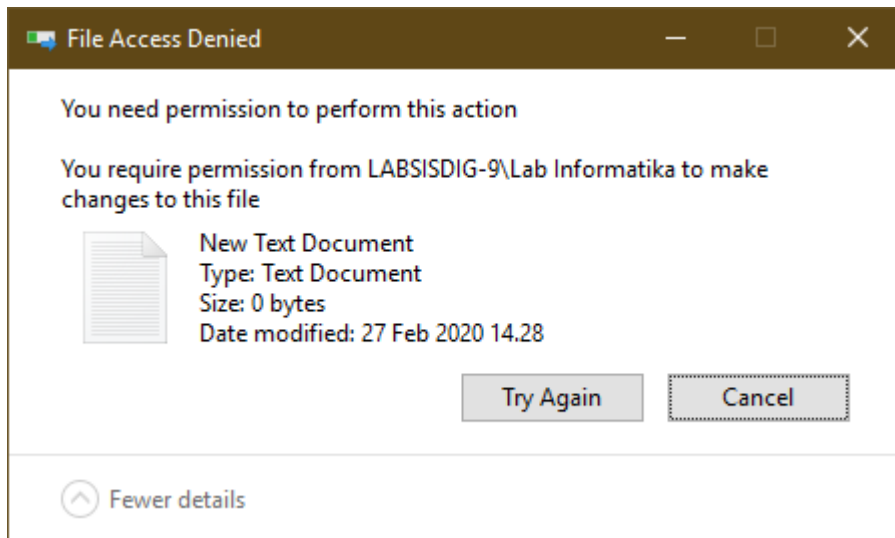 File Access Denied
You need permission to perform this action
You require permission from LABSISDIG-9\Lab Informatika to make
changes to this file
New Text Document
Type: Text Document
Size: 0 bytes
Date modified: 27 Feb 2020 14.28
Try Again
Cancel
Fewer details